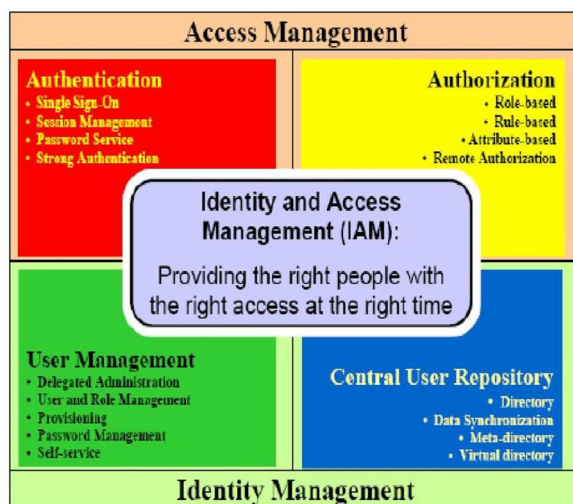 Access Management
Authentication
• Single Sign-On
• Session Management
• Password Service
• Strong Authentication
Authorization
• Role-based
• Rule-based
• Attribute-based
• Remote Authorization
Identity and Access
Management (IAM):
Providing the right people with
the right access at the right time
User Management
• Delegated Administration
• User and Role Management
• Provisioning
• Password Management
• Self-service
Central User Repository
• Directory
• Data Synchronization
• Meta-directory
• Virtual directory
Identity Management